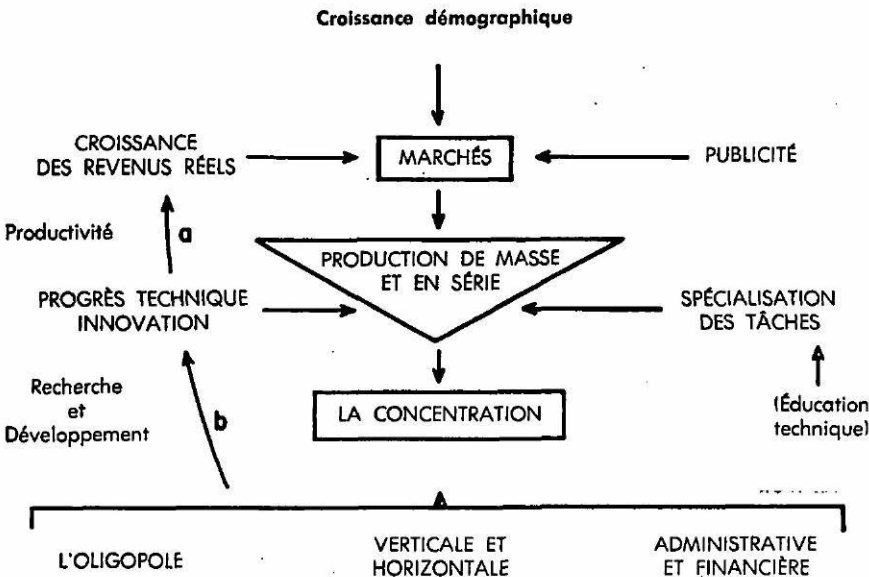 Croissance démographique
CROISSANCE
DES REVENUS RÉELS
MARCHÉS
PUBLICITÉ
Productivité
a
PRODUCTION DE MASSE
ET EN SÉRIE
PROGRÈS TECHNIQUE
INNOVATION
SPÉCIALISATION
DES TÂCHES
Recherche
et
Développement
b
LA CONCENTRATION
(Éducation
technique)
L'OLIGOPOLE
VERTICALE ET
HORIZONTALE
ADMINISTRATIVE
ET FINANCIÈRE